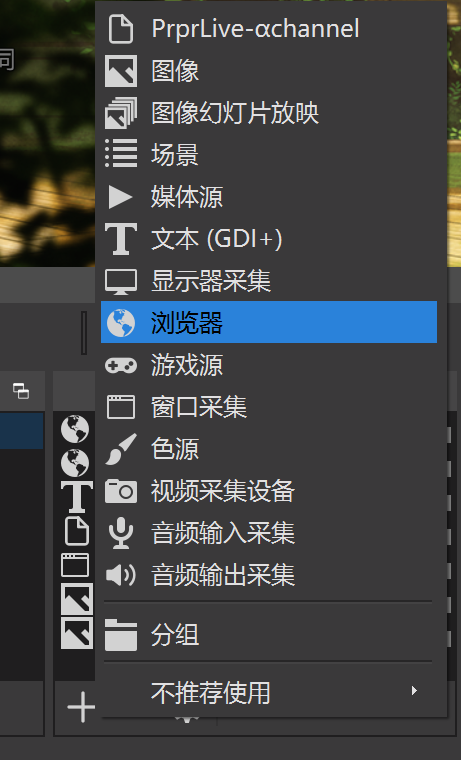 PrprLive-αchannel
同
图像
图像幻灯片放映
场景
媒体源
文本 (GDI+)
显示器采集
浏览器
游戏源
窗口采集
色源
视频采集设备
音频输入采集
音频输出采集
分组
不推荐使用